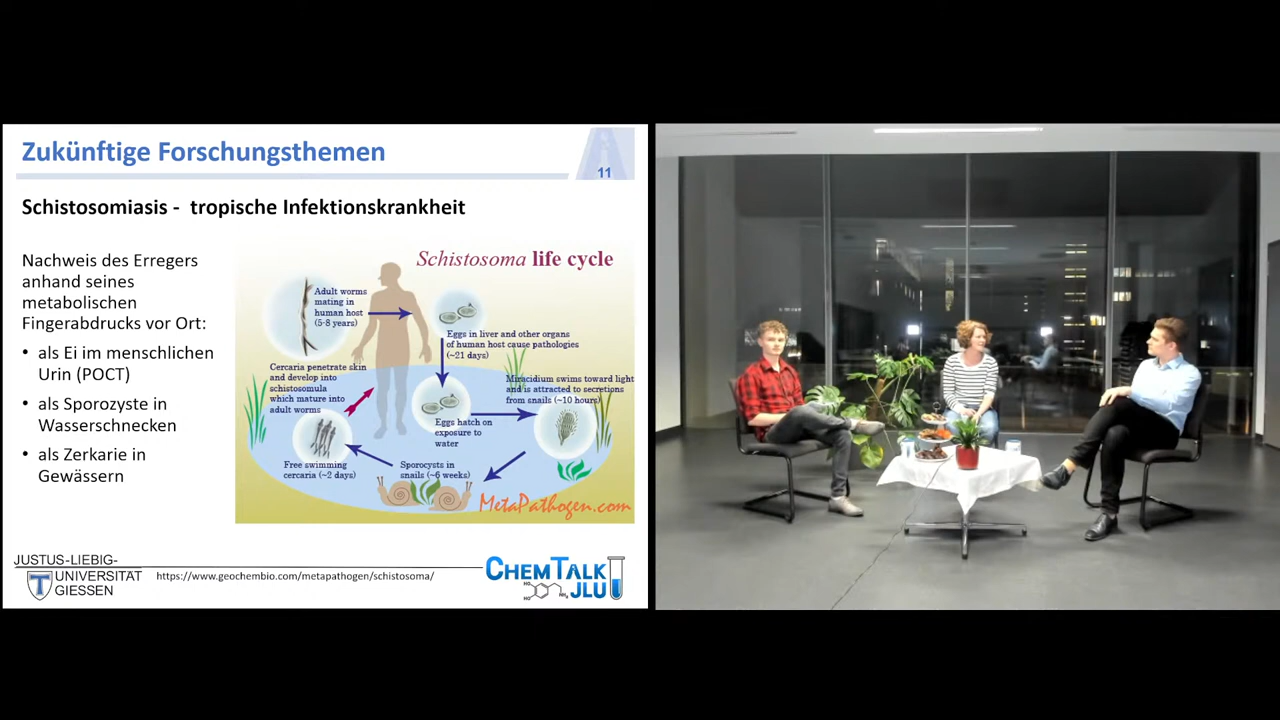 Zukünftige Forschungsthemen
11
Schistosomiasis - tropische Infektionskrankheit
Nachweis des Erregers
anhand seines
metabolischen
Fingerabdrucks vor Ort:
• als Ei im menschlichen
Urin (POCT)
• als Sporozyste in
Wasserschnecken
• als Zerkarie in
Gewässern
Schistosoma life cycle
Adult worms
mating in
human host
(5-8 years)
Eggs in liver and other organs
of human host cause pathologies
(~21 days)
Cercaria penetrate skin
and develop into
schistosomula
which mature into
adult worms
Miracidium swims toward light
and is attracted to secretions
from snails (~10 hours)
Eggs hatch on
exposure to
water
Free swimming
cercaria (~2 days)
Sporocysts in
snails (~6 weeks)
MetaPathogen.com
JUSTUS-LIEBIG-
UNIVERSITÄT
GIESSEN
https://www.geochembio.com/metapathogen/schistosoma/
CHEMTALK
JLU
HO
HO
NH₂